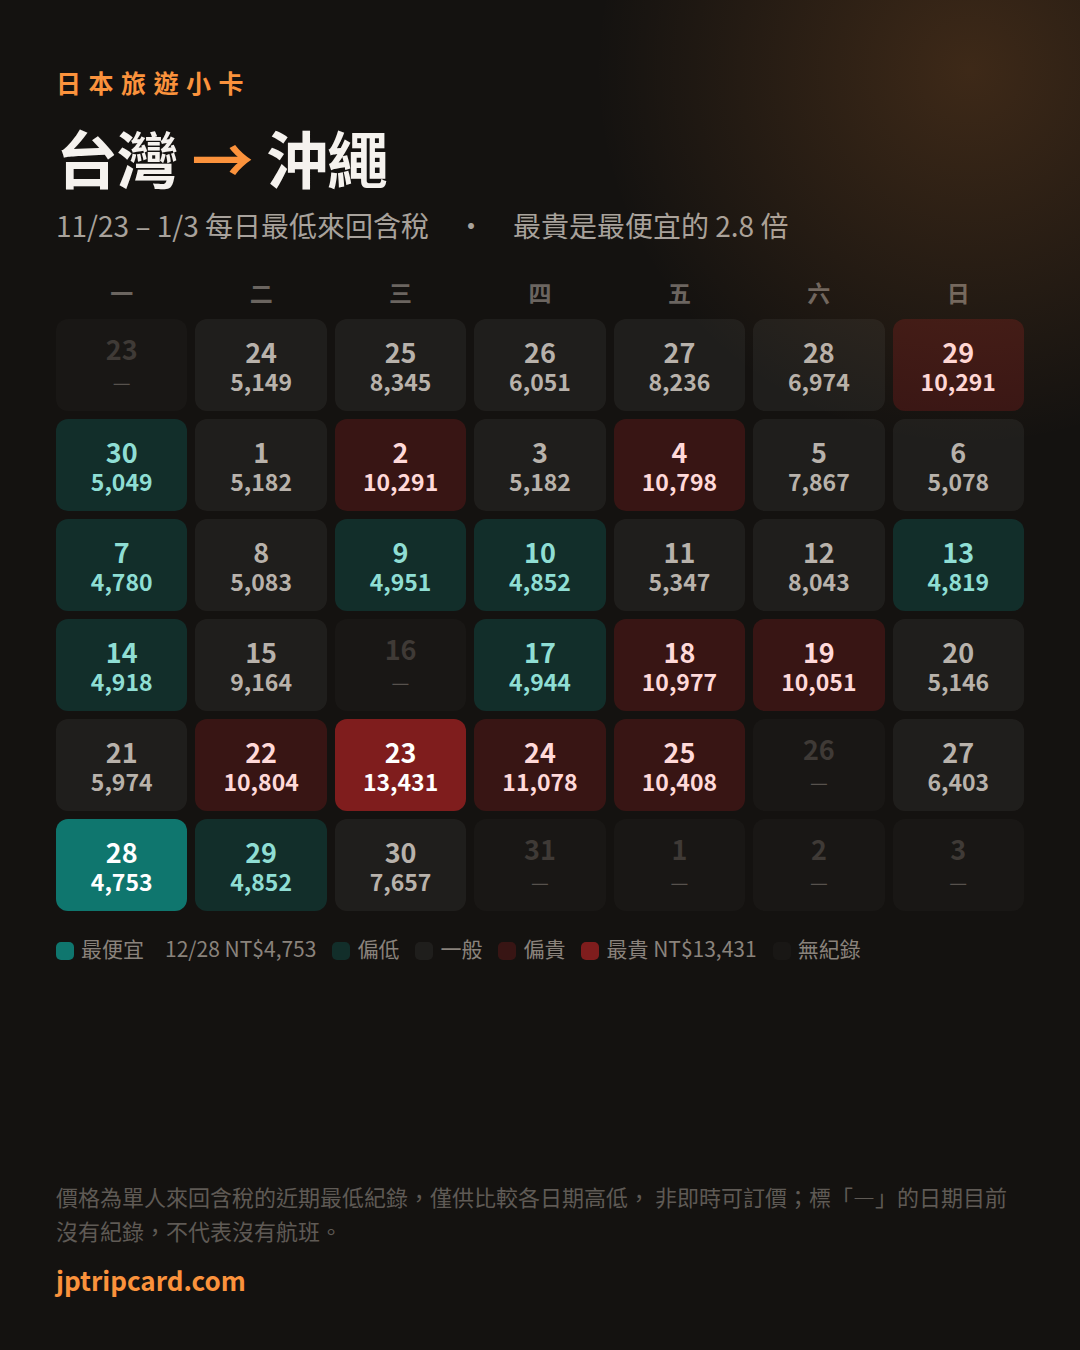 日本旅遊小卡
台灣 → 沖繩
11/23 – 1/3 每日最低來回含稅 · 最貴是最便宜的 2.8 倍
一 二 三 四 五 六 日
23 24 25 26 27 28 29
— 5,149 8,345 6,051 8,236 6,974 10,291
30 1 2 3 4 5 6
5,049 5,182 10,291 5,182 10,798 7,867 5,078
7 8 9 10 11 12 13
4,780 5,083 4,951 4,852 5,347 8,043 4,819
14 15 16 17 18 19 20
4,918 9,164 — 4,944 10,977 10,051 5,146
21 22 23 24 25 26 27
5,974 10,804 13,431 11,078 10,408 — 6,403
28 29 30 31 1 2 3
4,753 4,852 7,657 — — — —
最便宜 12/28 NT$4,753 偏低 一般 偏貴 最貴 NT$13,431 無紀錄
價格為單人來回含稅的近期最低紀錄，僅供比較各日期高低， 非即時可訂價；標「—」的日期目前
沒有紀錄，不代表沒有航班。
jptripcard.com